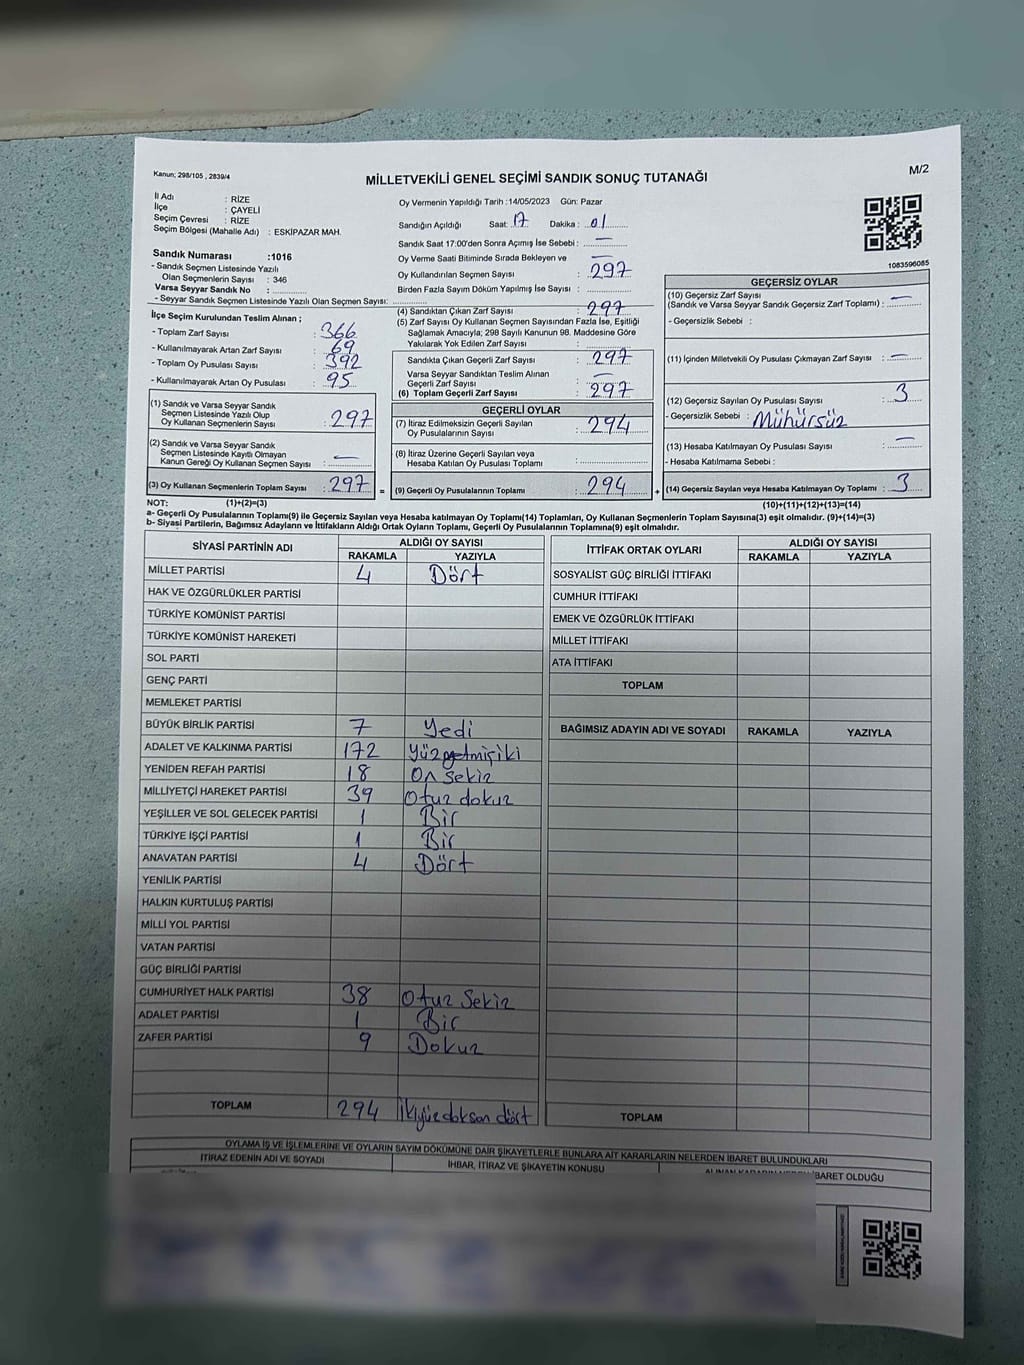 Kanun; 298/105 , 2839/4
MİLLETVEKİLİ GENEL SEÇİMİ SANDIK SONUÇ TUTANAĞI
M/2
İl Adı : RİZE
İlçe : ÇAYELİ
Seçim Çevresi : RİZE
Seçim Bölgesi (Mahalle Adı) : ESKİPAZAR MAH.
Sandık Numarası :1016
- Sandık Seçmen Listesinde Yazılı
Olan Seçmenlerin Sayısı : 346
Varsa Seyyar Sandık No :
- Seyyar Sandık Seçmen Listesinde Yazılı Olan Seçmen Sayısı:
Oy Vermenin Yapıldığı Tarih :14/05/2023 Gün: Pazar
Sandığın Açıldığı Saat: 17 Dakika : 01
Sandık Saat 17:00'den Sonra Açılmış İse Sebebi : —
Oy Verme Saati Bitiminde Sırada Bekleyen ve —
Oy Kullandırılan Seçmen Sayısı : 297
Birden Fazla Sayım Döküm Yapılmış İse Sayısı :
1083596085
İlçe Seçim Kurulundan Teslim Alınan ;
- Toplam Zarf Sayısı : 366
- Kullanılmayarak Artan Zarf Sayısı : 69
- Toplam Oy Pusulası Sayısı : 392
- Kullanılmayarak Artan Oy Pusulası : 95
(1) Sandık ve Varsa Seyyar Sandık
Seçmen Listesinde Yazılı Olup
Oy Kullanan Seçmenlerin Sayısı : 297
(2) Sandık ve Varsa Seyyar Sandık
Seçmen Listesinde Kayıtlı Olmayan
Kanun Gereği Oy Kullanan Seçmen Sayısı : —
(3) Oy Kullanan Seçmenlerin Toplam Sayısı : 297
(4) Sandıktan Çıkan Zarf Sayısı : 297
(5) Zarf Sayısı Oy Kullanan Seçmen Sayısından Fazla İse, Eşitliği
Sağlamak Amacıyla; 298 Sayılı Kanunun 98. Maddesine Göre
Yakılarak Yok Edilen Zarf Sayısı :
Sandıkta Çıkan Geçerli Zarf Sayısı : 297
Varsa Seyyar Sandıktan Teslim Alınan
Geçerli Zarf Sayısı : —
(6) Toplam Geçerli Zarf Sayısı : 297
GEÇERLİ OYLAR
(7) İtiraz Edilmeksizin Geçerli Sayılan
Oy Pusulalarının Sayısı : 294
(8) İtiraz Üzerine Geçerli Sayılan veya
Hesaba Katılan Oy Pusulası Toplamı :
= (9) Geçerli Oy Pusulalarının Toplamı : 294
GEÇERSİZ OYLAR
(10) Geçersiz Zarf Sayısı
(Sandık ve Varsa Seyyar Sandık Geçersiz Zarf Toplamı) : —
- Geçersizlik Sebebi :
(11) İçinden Milletvekili Oy Pusulası Çıkmayan Zarf Sayısı : —
(12) Geçersiz Sayılan Oy Pusulası Sayısı : 3
- Geçersizlik Sebebi : Mühürsüz
(13) Hesaba Katılmayan Oy Pusulası Sayısı : —
- Hesaba Katılmama Sebebi :
+ (14) Geçersiz Sayılan veya Hesaba Katılmayan Oy Toplamı : 3
NOT: (1)+(2)=(3) (10)+(11)+(12)+(13)=(14)
a- Geçerli Oy Pusulalarının Toplamı(9) ile Geçersiz Sayılan veya Hesaba katılmayan Oy Toplamı(14) Toplamları, Oy Kullanan Seçmenlerin Toplam Sayısına(3) eşit olmalıdır. (9)+(14)=(3)
b- Siyasi Partilerin, Bağımsız Adayların ve İttifakların Aldığı Ortak Oyların Toplamı, Geçerli Oy Pusulalarının Toplamına(9) eşit olmalıdır.
SİYASİ PARTİNİN ADI ALDIĞI OY SAYISI
RAKAMLA YAZIYLA
MİLLET PARTİSİ 4 Dört
HAK VE ÖZGÜRLÜKLER PARTİSİ
TÜRKİYE KOMÜNİST PARTİSİ
TÜRKİYE KOMÜNİST HAREKETİ
SOL PARTİ
GENÇ PARTİ
MEMLEKET PARTİSİ
BÜYÜK BİRLİK PARTİSİ 7 Yedi
ADALET VE KALKINMA PARTİSİ 172 Yüzyetmişiki
YENİDEN REFAH PARTİSİ 18 On Sekiz
MİLLİYETÇİ HAREKET PARTİSİ 39 Otuz dokuz
YEŞİLLER VE SOL GELECEK PARTİSİ 1 Bir
TÜRKİYE İŞÇİ PARTİSİ 1 Bir
ANAVATAN PARTİSİ 4 Dört
YENİLİK PARTİSİ
HALKIN KURTULUŞ PARTİSİ
MİLLİ YOL PARTİSİ
VATAN PARTİSİ
GÜÇ BİRLİĞİ PARTİSİ
CUMHURİYET HALK PARTİSİ 38 Otuz Sekiz
ADALET PARTİSİ 1 Bir
ZAFER PARTİSİ 9 Dokuz
TOPLAM 294 İkiyüzdoksan dört
İTTİFAK ORTAK OYLARI ALDIĞI OY SAYISI
RAKAMLA YAZIYLA
SOSYALİST GÜÇ BİRLİĞİ İTTİFAKI
CUMHUR İTTİFAKI
EMEK VE ÖZGÜRLÜK İTTİFAKI
MİLLET İTTİFAKI
ATA İTTİFAKI
TOPLAM
BAĞIMSIZ ADAYIN ADI VE SOYADI RAKAMLA YAZIYLA
TOPLAM
OYLAMA İŞ VE İŞLEMLERİNE VE OYLARIN SAYIM DÖKÜMÜNE DAİR ŞİKAYETLERLE BUNLARA AİT KARARLARIN NELERDEN İBARET BULUNDUKLARI
İTİRAZ EDENİN ADI VE SOYADI
İHBAR, İTİRAZ VE ŞİKAYETİN KONUSU
İBARET OLDUĞU